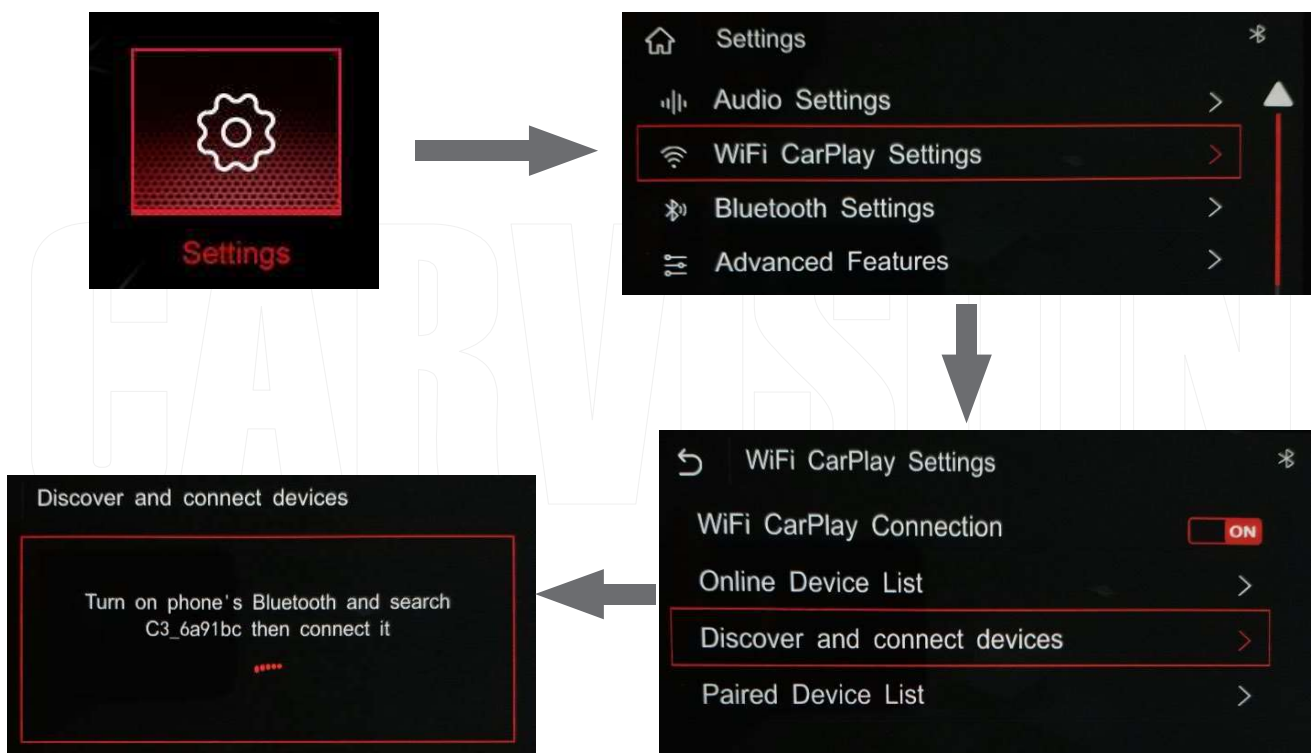 Settings
Settings
Audio Settings
WiFi CarPlay Settings
Bluetooth Settings
Advanced Features
WiFi CarPlay Settings
WiFi CarPlay Connection ON
Online Device List
Discover and connect devices
Paired Device List
Discover and connect devices
Turn on phone's Bluetooth and search
C3_6a91bc then connect it
CARVISION